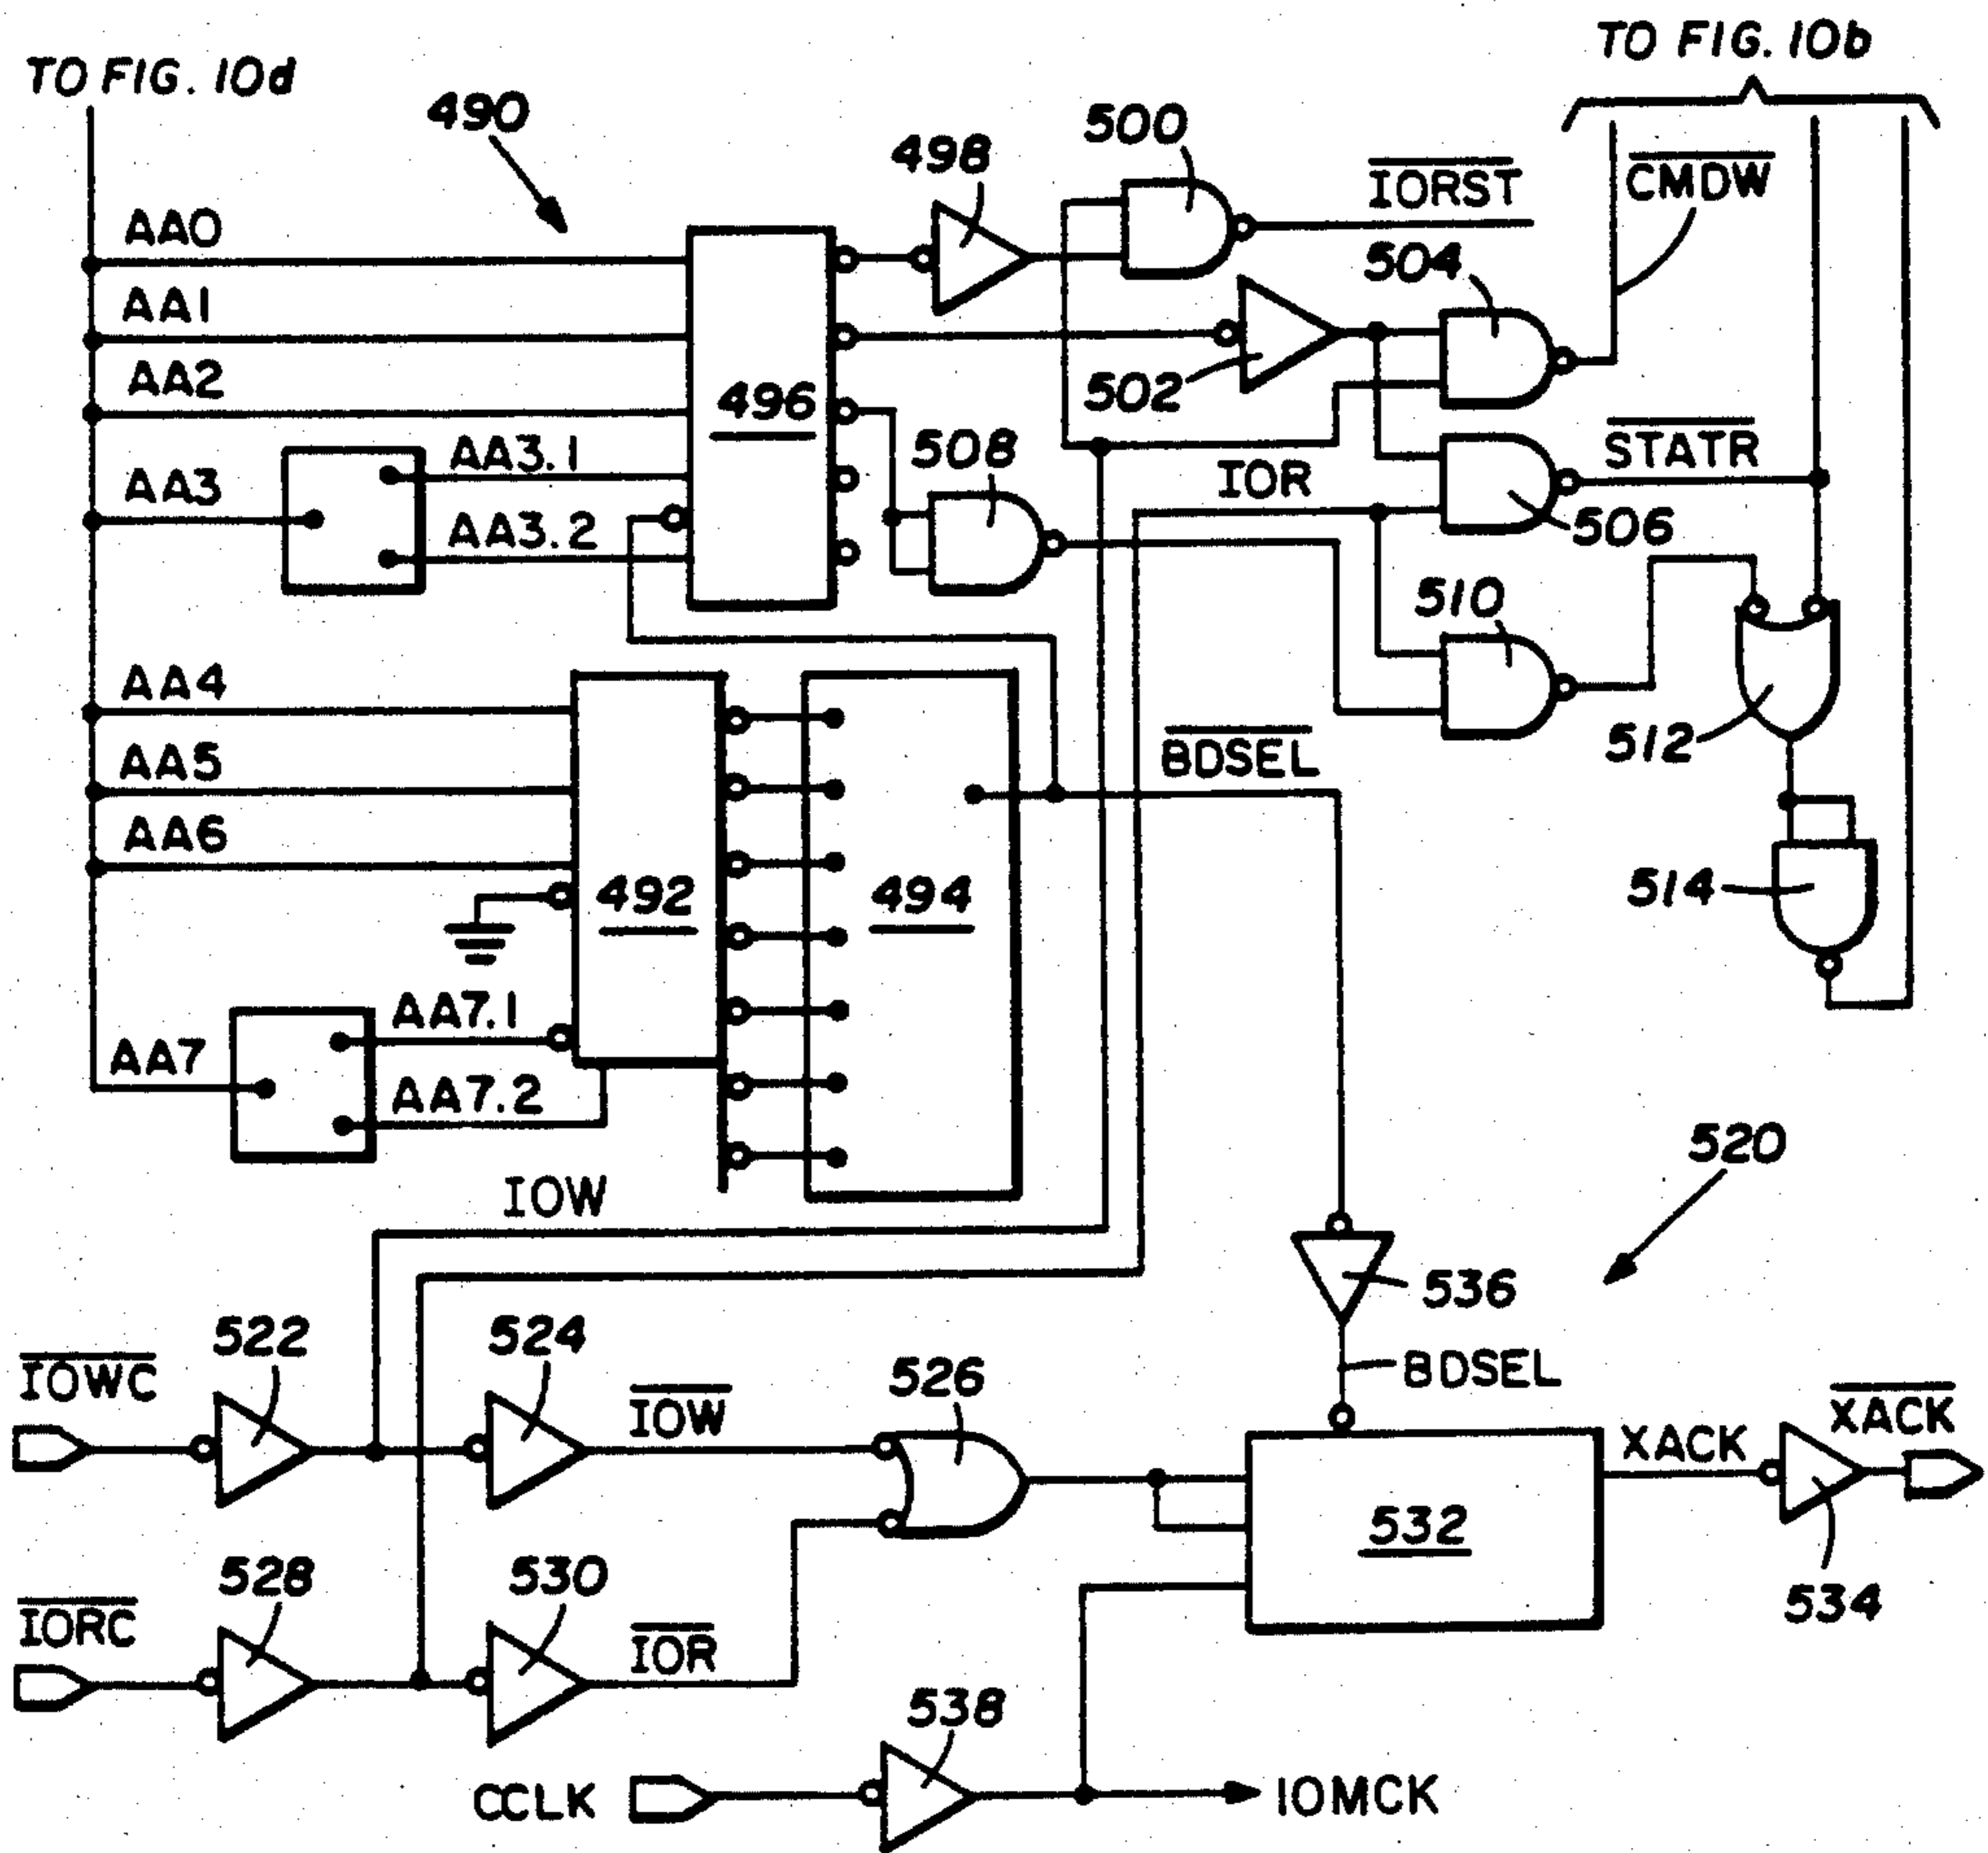 TO FIG. 10b
TO FIG. 10d
490
500
498
IORST
CMDW
AA0
504
AA1
AA2
502
496
AA3.1
508
STATR
AA3
IOR
AA3.2
506
510
AA4
512
BDSEL
AA5
AA6
492
494
514
AA7.1
AA7
AA7.2
520
IOW
536
522
524
IOWC
526
BDSEL
IOW
XACK
XACK
532
528
530
IORC
534
IOR
538
CCLK
IOMCK